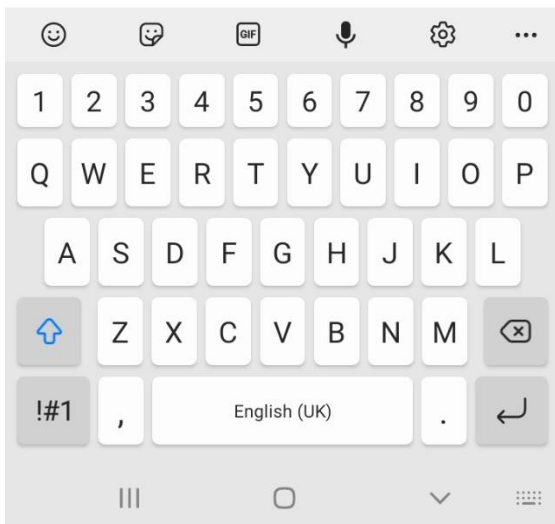 GIF
1 2 3 4 5 6 7 8 9 0
Q W E R T Y U I O P
A S D F G H J K L
Z X C V B N M
!#1 , English (UK) .